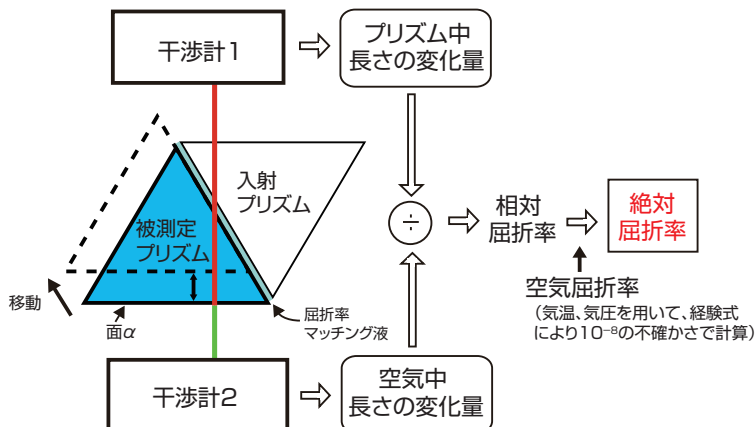 干渉計1
プリズム中
長さの変化量
入射
プリズム
被測定
プリズム
÷
相対
屈折率
絶対
屈折率
移動
面α
屈折率
マッチング液
空気屈折率
（気温、気圧を用いて、経験式
により10⁻⁸の不確かさで計算）
干渉計2
空気中
長さの変化量